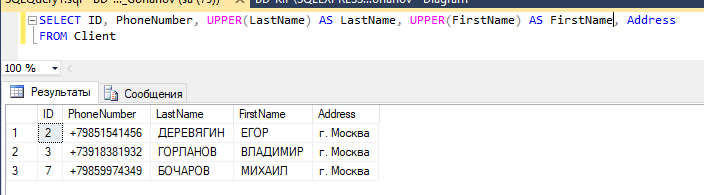 SELECT ID, PhoneNumber, UPPER(LastName) AS LastName, UPPER(FirstName) AS FirstName, Address
FROM Client
100 %
Результаты Сообщения
ID PhoneNumber LastName FirstName Address
1 2 +79851541456 ДЕРЕВЯГИН ЕГОР г. Москва
2 3 +73918381932 ГОРЛАНОВ ВЛАДИМИР г. Москва
3 7 +79859974349 БОЧАРОВ МИХАИЛ г. Москва